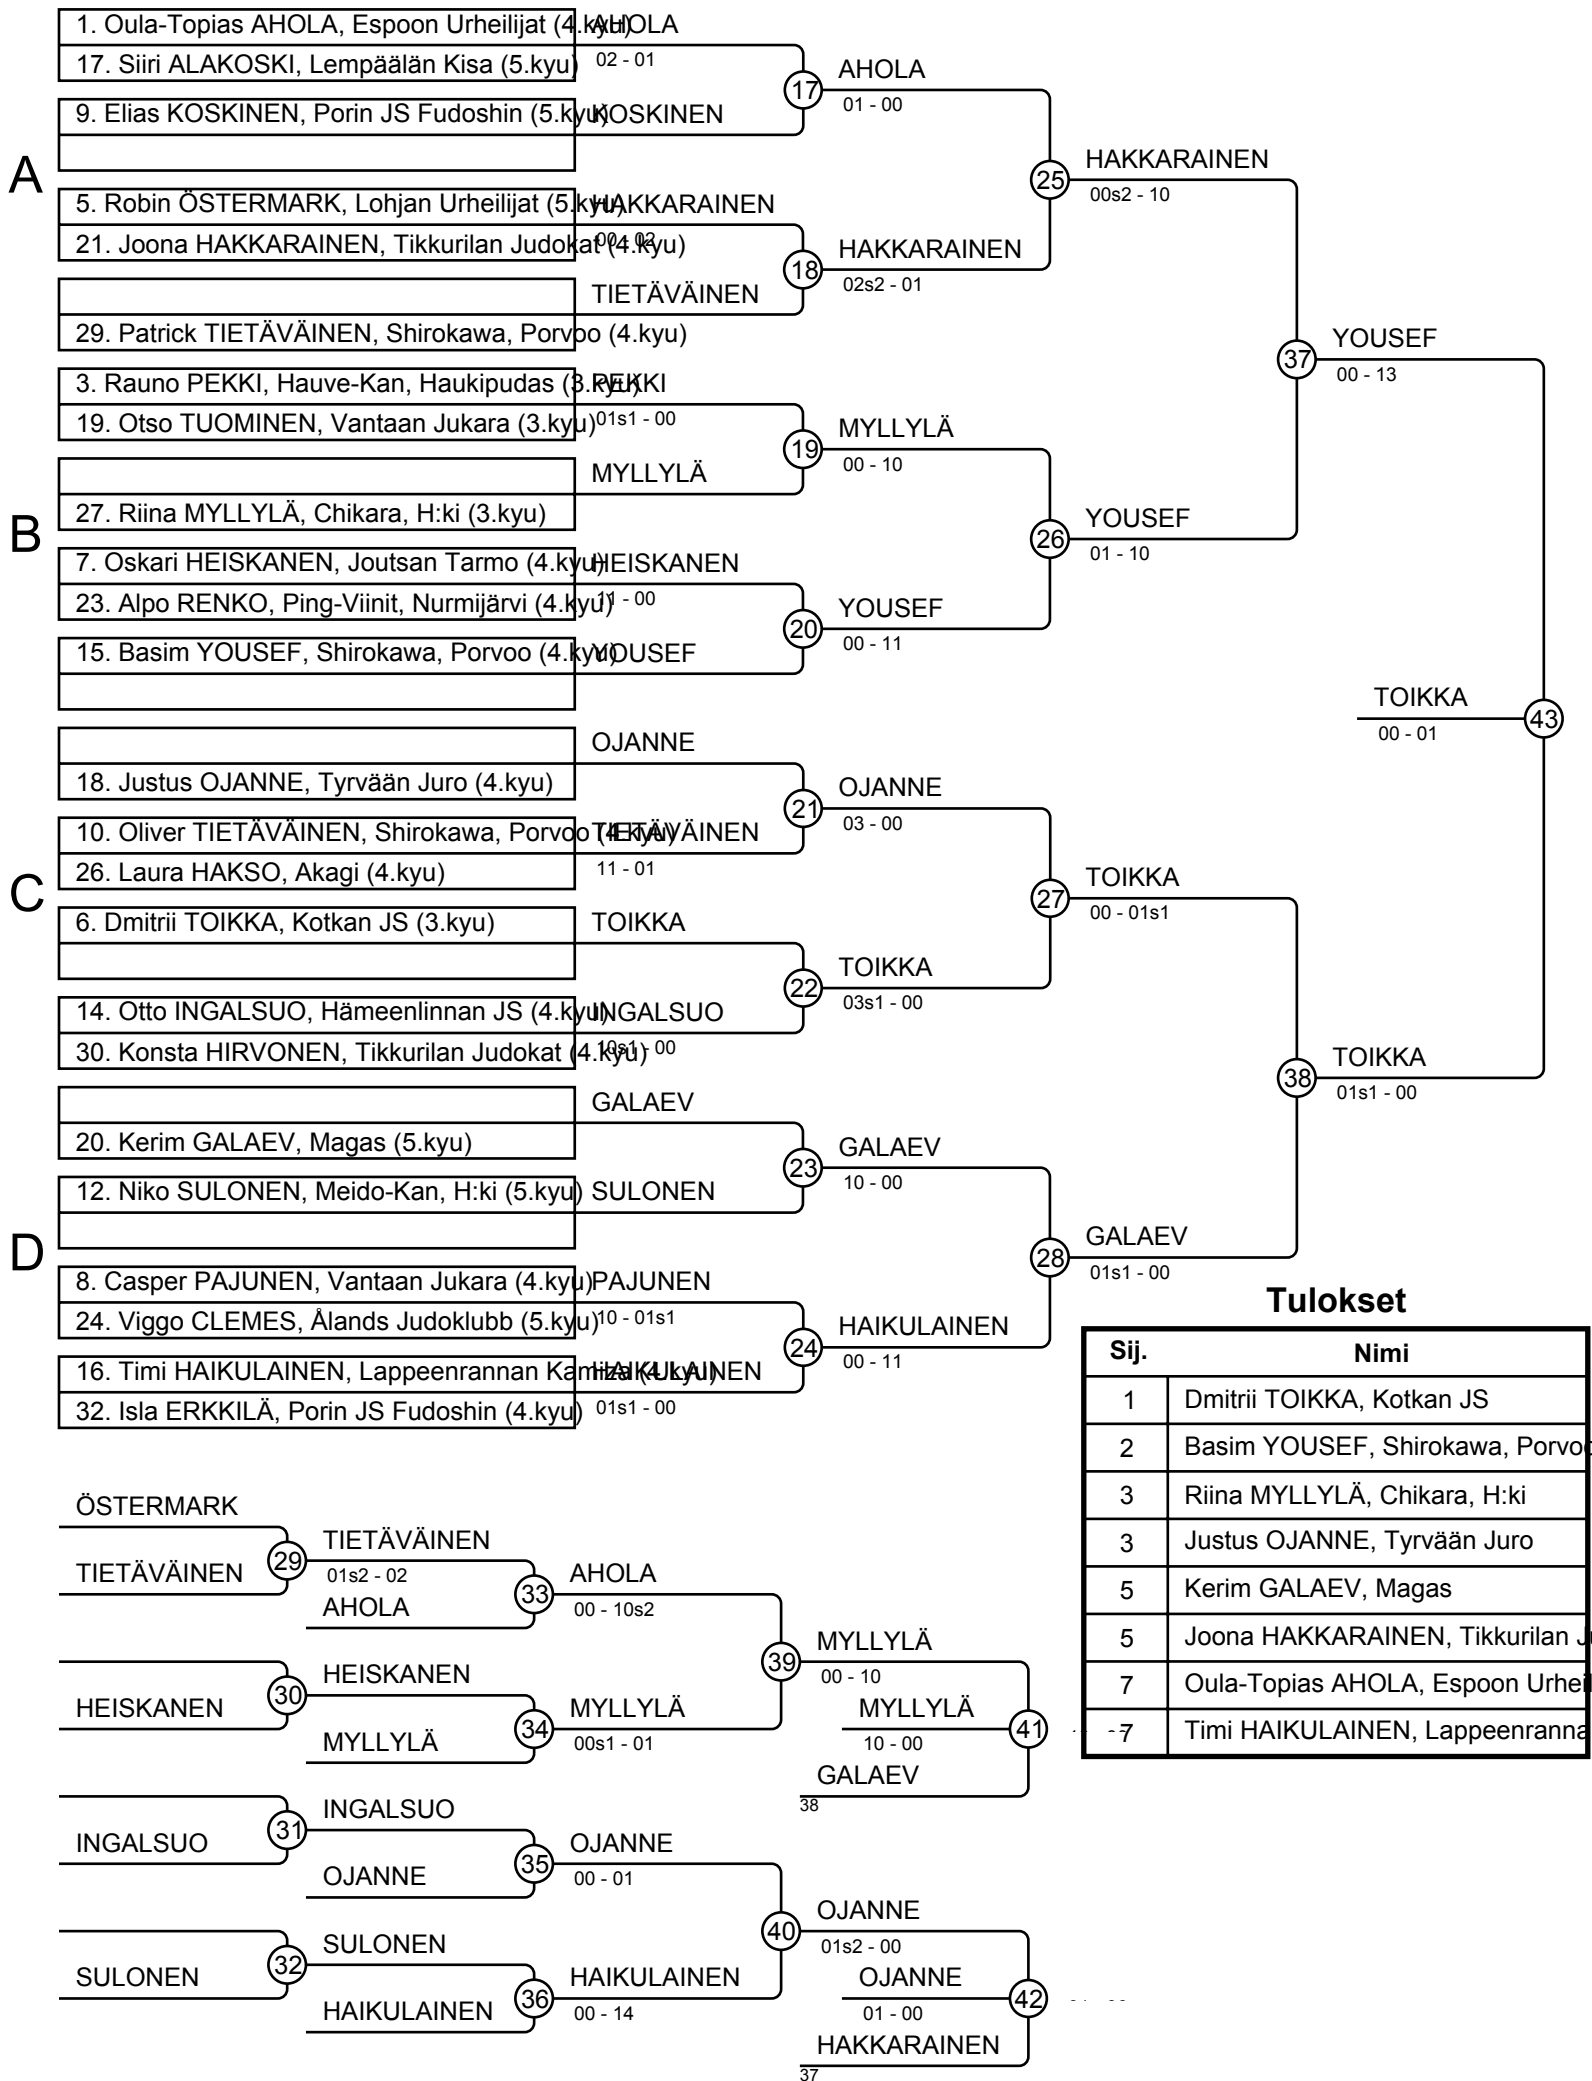 A
1. Oula-Topias AHOLA, Espoon Urheilijat (4.kyu)
17. Siiri ALAKOSKI, Lempäälän Kisa (5.kyu)
9. Elias KOSKINEN, Porin JS Fudoshin (5.kyu)
5. Robin ÖSTERMARK, Lohjan Urheilijat (5.kyu)
21. Joona HAKKARAINEN, Tikkurilan Judokat (4.kyu)
29. Patrick TIETÄVÄINEN, Shirokawa, Porvoo (4.kyu)
B
3. Rauno PEKKI, Hauve-Kan, Haukipudas (3.kyu)
19. Otso TUOMINEN, Vantaan Jukara (3.kyu)
27. Riina MYLLYLÄ, Chikara, H:ki (3.kyu)
7. Oskari HEISKANEN, Joutsan Tarmo (4.kyu)
23. Alpo RENKO, Ping-Viinit, Nurmijärvi (4.kyu)
15. Basim YOUSEF, Shirokawa, Porvoo (4.kyu)
C
18. Justus OJANNE, Tyrvään Juro (4.kyu)
10. Oliver TIETÄVÄINEN, Shirokawa, Porvoo (4.kyu)
26. Laura HAKSO, Akagi (4.kyu)
6. Dmitrii TOIKKA, Kotkan JS (3.kyu)
14. Otto INGALSUO, Hämeenlinnan JS (4.kyu)
30. Konsta HIRVONEN, Tikkurilan Judokat (4.kyu)
D
20. Kerim GALAEV, Magas (5.kyu)
12. Niko SULONEN, Meido-Kan, H:ki (5.kyu)
8. Casper PAJUNEN, Vantaan Jukara (4.kyu)
24. Viggo CLEMES, Ålands Judoklubb (5.kyu)
16. Timi HAIKULAINEN, Lappeenrannan Kamiza (4.kyu)
32. Isla ERKKILÄ, Porin JS Fudoshin (4.kyu)
AHOLA
02 - 01
KOSKINEN
HAKKARAINEN
00 - 02
TIETÄVÄINEN
PEKKI
01s1 - 00
MYLLYLÄ
HEISKANEN
11 - 00
YOUSEF
OJANNE
TIETÄVÄINEN
11 - 01
TOIKKA
INGALSUO
10s1 - 00
GALAEV
SULONEN
PAJUNEN
10 - 01s1
HAIKULAINEN
01s1 - 00
17
AHOLA
01 - 00
18
HAKKARAINEN
02s2 - 01
19
MYLLYLÄ
00 - 10
20
YOUSEF
00 - 11
21
OJANNE
03 - 00
22
TOIKKA
03s1 - 00
23
GALAEV
10 - 00
24
HAIKULAINEN
00 - 11
25
HAKKARAINEN
00s2 - 10
26
YOUSEF
01 - 10
27
TOIKKA
00 - 01s1
28
GALAEV
01s1 - 00
37
YOUSEF
00 - 13
38
TOIKKA
01s1 - 00
TOIKKA
43
00 - 01
Tulokset
Sij. Nimi
1 Dmitrii TOIKKA, Kotkan JS
2 Basim YOUSEF, Shirokawa, Porvoo
3 Riina MYLLYLÄ, Chikara, H:ki
3 Justus OJANNE, Tyrvään Juro
5 Kerim GALAEV, Magas
5 Joona HAKKARAINEN, Tikkurilan
7 Oula-Topias AHOLA, Espoon
7 Timi HAIKULAINEN, Lappeenranna
ÖSTERMARK
TIETÄVÄINEN
29
TIETÄVÄINEN
01s2 - 02
AHOLA
33
AHOLA
00 - 10s2
HEISKANEN
30
HEISKANEN
MYLLYLÄ
34
MYLLYLÄ
00s1 - 01
39
MYLLYLÄ
00 - 10
MYLLYLÄ
41
10 - 00
GALAEV
38
INGALSUO
31
INGALSUO
OJANNE
35
OJANNE
00 - 01
SULONEN
32
SULONEN
HAIKULAINEN
36
HAIKULAINEN
00 - 14
40
OJANNE
01s2 - 00
OJANNE
42
01 - 00
HAKKARAINEN
37